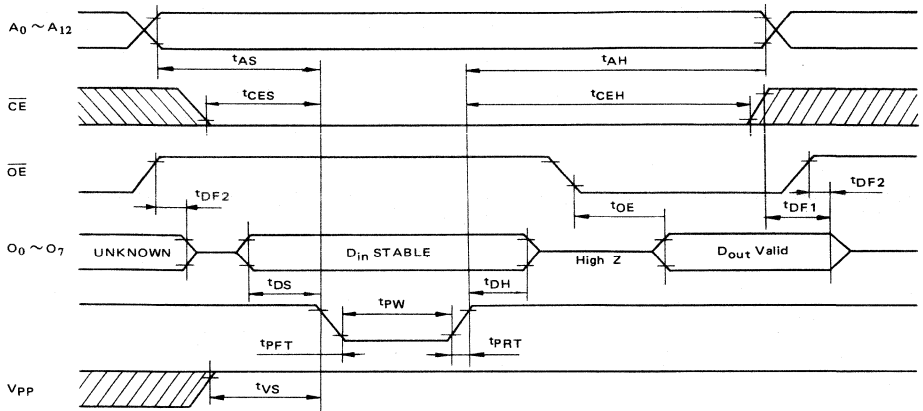 A0 ~ A12
tAS
tAH
CE
tCES
tCEH
OE
tDF2
tOE
tDF1
tDF2
O0 ~ O7
UNKNOWN
Din STABLE
High Z
Dout Valid
tDS
tPW
tDH
tPFT
tPRT
VPP
tVS